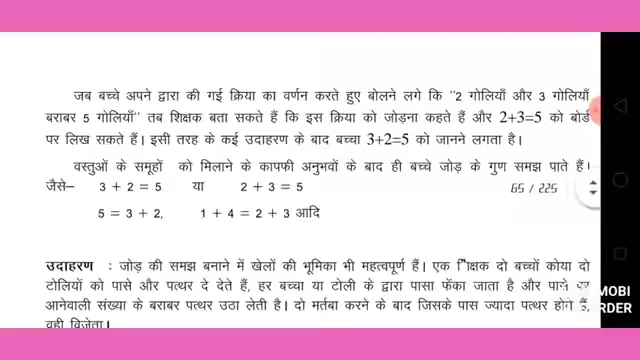 जब बच्चे अपने द्वारा की गई क्रिया का वर्णन करते हुए बोलने लगे कि "2 गोलियाँ और 3 गोलियाँ
बराबर 5 गोलियाँ" तब शिक्षक बता सकते हैं कि इस क्रिया को जोड़ना कहते हैं और 2+3=5 को बोर्ड
पर लिख सकते हैं। इसी तरह के कई उदाहरण के बाद बच्चा 3+2=5 को जानने लगता है।
वस्तुओं के समूहों को मिलाने के कापफी अनुभवों के बाद ही बच्चे जोड़ के गुण समझ पाते हैं।
जैसे– 3 + 2 = 5 या 2 + 3 = 5
65 / 225
5 = 3 + 2, 1 + 4 = 2 + 3 आदि
उदाहरण : जोड़ की समझ बनाने में खेलों की भूमिका भी महत्वपूर्ण हैं। एक दो बच्चों कोया दो
टोलियों को पासे और पत्थर दे देते हैं, हर बच्चा या टोली के द्वारा पासा फेंका जाता है और पासे पर
आनेवाली संख्या के बराबर पत्थर उठा लेती है। दो मर्तबा करने के बाद जिसके पास ज्यादा पत्थर होगे हैं,
वही विजेता।
MOBI
RDER